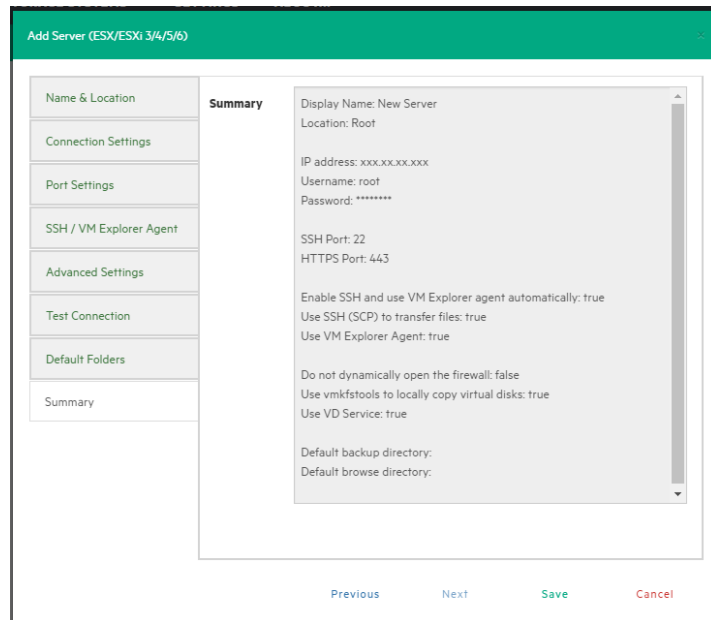 Add Server (ESX/ESXi 3/4/5/6)
Name & Location
Connection Settings
Port Settings
SSH / VM Explorer Agent
Advanced Settings
Test Connection
Default Folders
Summary
Summary
Display Name: New Server
Location: Root
IP address: xxx.xx.xx.xxx
Username: root
Password: ********
SSH Port: 22
HTTPS Port: 443
Enable SSH and use VM Explorer agent automatically: true
Use SSH (SCP) to transfer files: true
Use VM Explorer Agent: true
Do not dynamically open the firewall: false
Use vmkfstools to locally copy virtual disks: true
Use VD Service: true
Default backup directory:
Default browse directory:
Previous Next Save Cancel